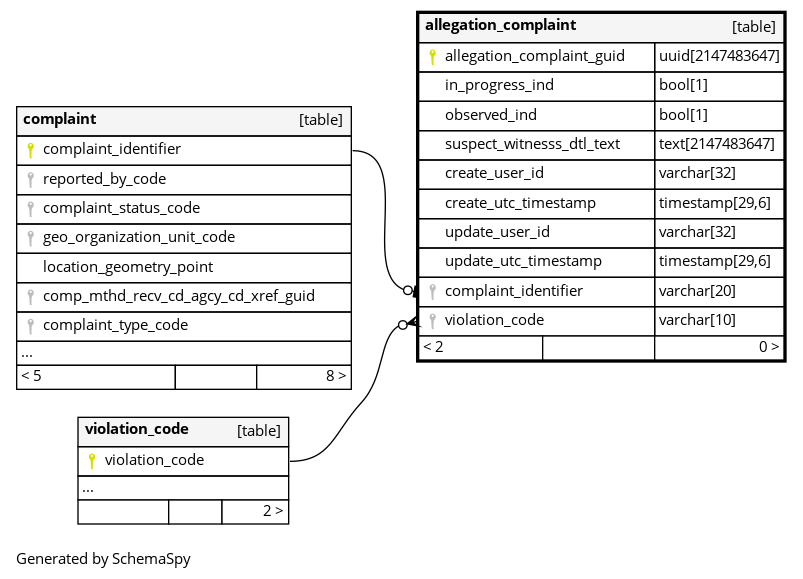 allegation_complaint [table]
allegation_complaint_guid uuid[2147483647]
in_progress_ind bool[1]
observed_ind bool[1]
suspect_witnesss_dtl_text text[2147483647]
create_user_id varchar[32]
create_utc_timestamp timestamp[29,6]
update_user_id varchar[32]
update_utc_timestamp timestamp[29,6]
complaint_identifier varchar[20]
violation_code varchar[10]
< 2 0 >
complaint [table]
complaint_identifier
reported_by_code
complaint_status_code
geo_organization_unit_code
location_geometry_point
comp_mthd_recv_cd_agcy_cd_xref_guid
complaint_type_code
...
< 5 8 >
violation_code [table]
violation_code
...
2 >
Generated by SchemaSpy